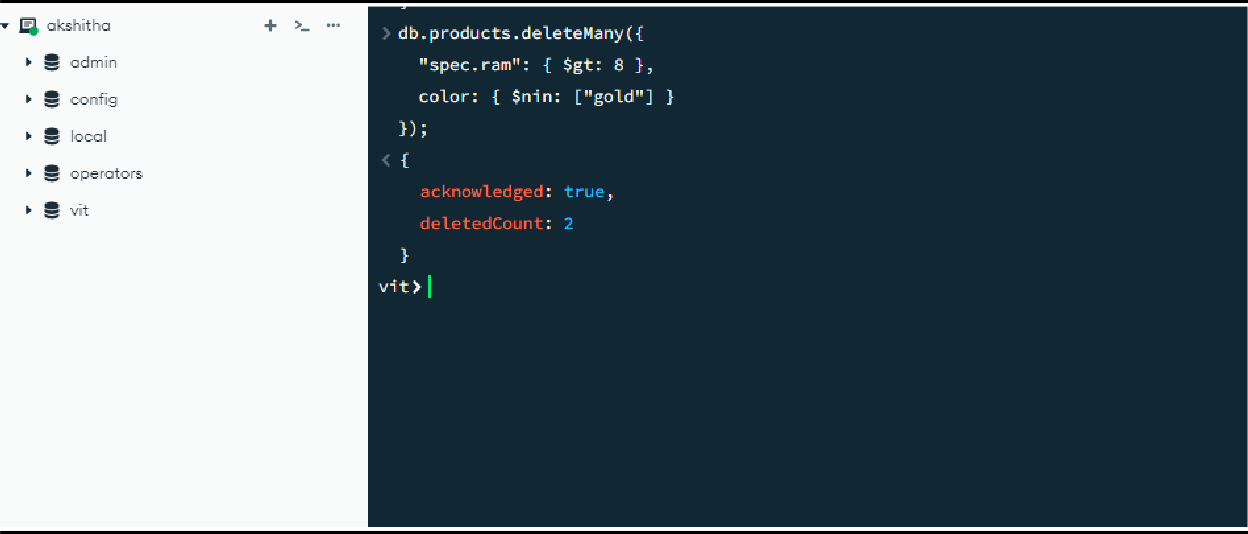 akshitha
admin
config
local
operators
vit
> db.products.deleteMany({
"spec.ram": { $gt: 8 },
color: { $nin: ["gold"] }
});
< {
acknowledged: true,
deletedCount: 2
}
vit>